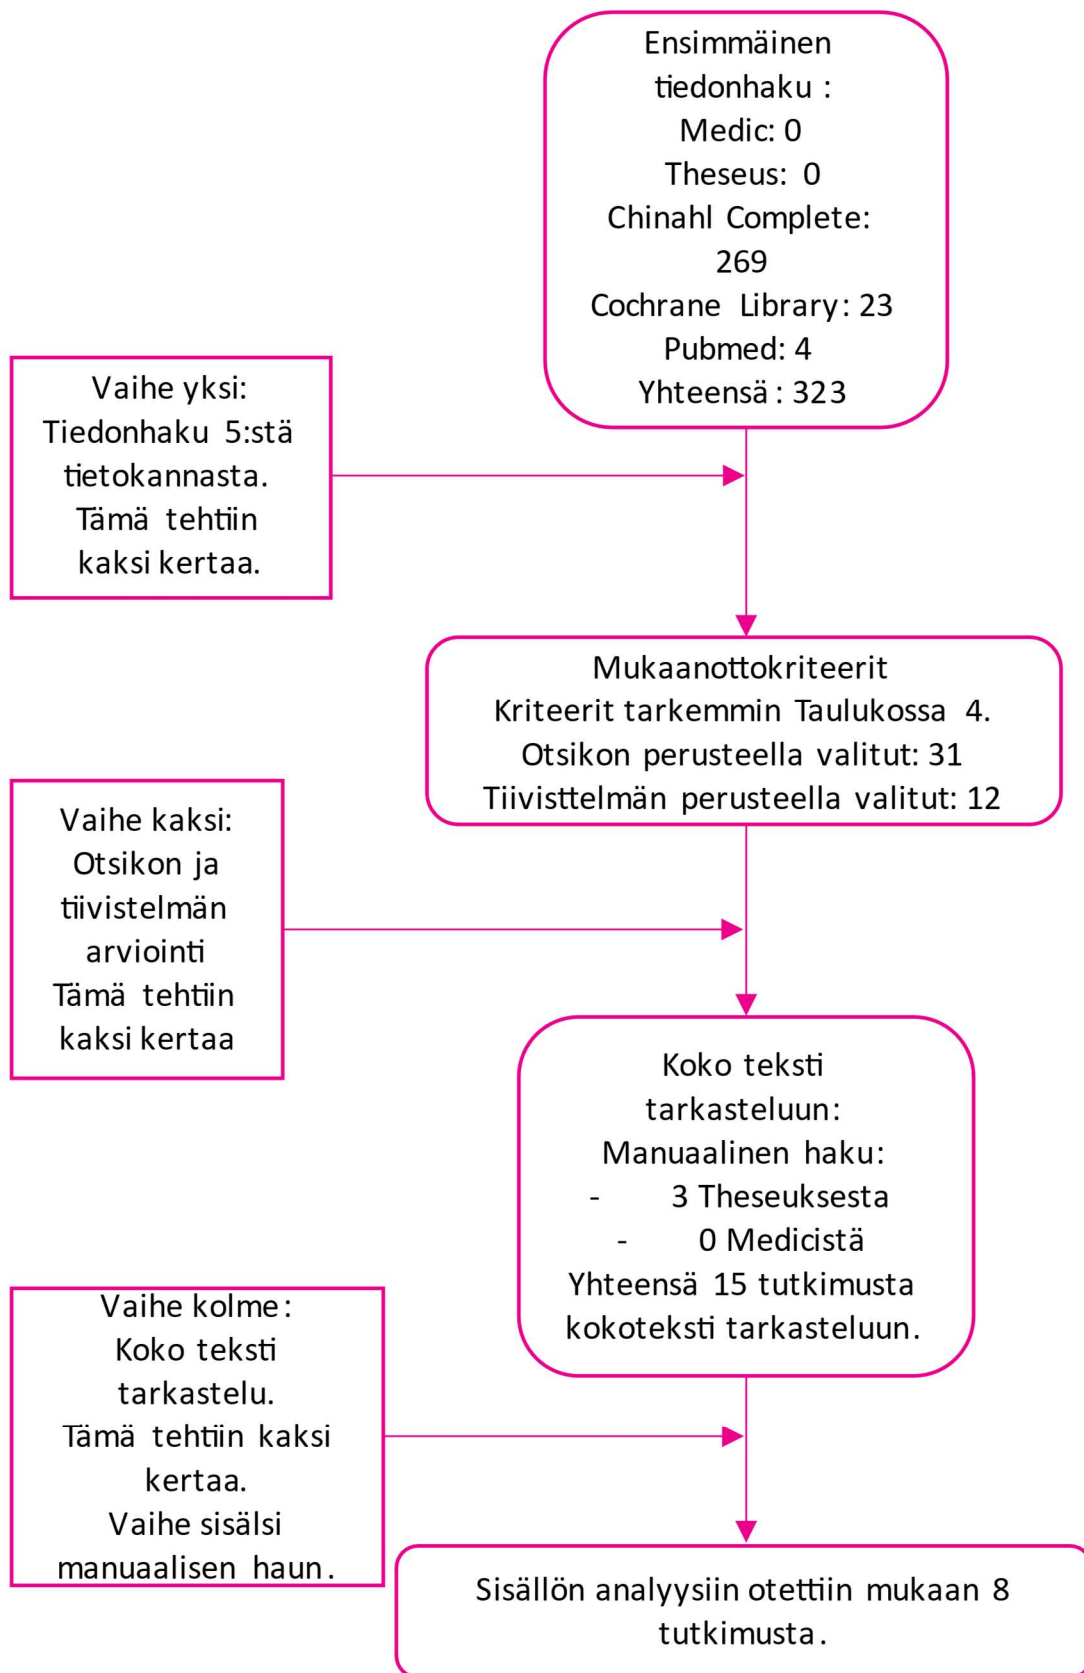 Ensimmäinen
tiedonhaku :
Medic: 0
Theseus: 0
Chinahl Complete:
269
Cochrane Library: 23
Pubmed: 4
Yhteensä : 323
Vaihe yksi:
Tiedonhaku 5:stä
tietokannasta.
Tämä tehtiin
kaksi kertaa.
Mukaanottokriteerit
Kriteerit tarkemmin Taulukossa 4.
Otsikon perusteella valitut: 31
Tiivisttelmän perusteella valitut: 12
Vaihe kaksi:
Otsikon ja
tiivistelmän
arviointi
Tämä tehtiin
kaksi kertaa
Koko teksti
tarkasteluun:
Manuaalinen haku:
- 3 Theseuksesta
- 0 Medicistä
Yhteensä 15 tutkimusta
kokoteksti tarkasteluun.
Vaihe kolme:
Koko teksti
tarkastelu.
Tämä tehtiin kaksi
kertaa.
Vaihe sisälsi
manuaalisen haun.
Sisällön analyysiin otettiin mukaan 8
tutkimusta.